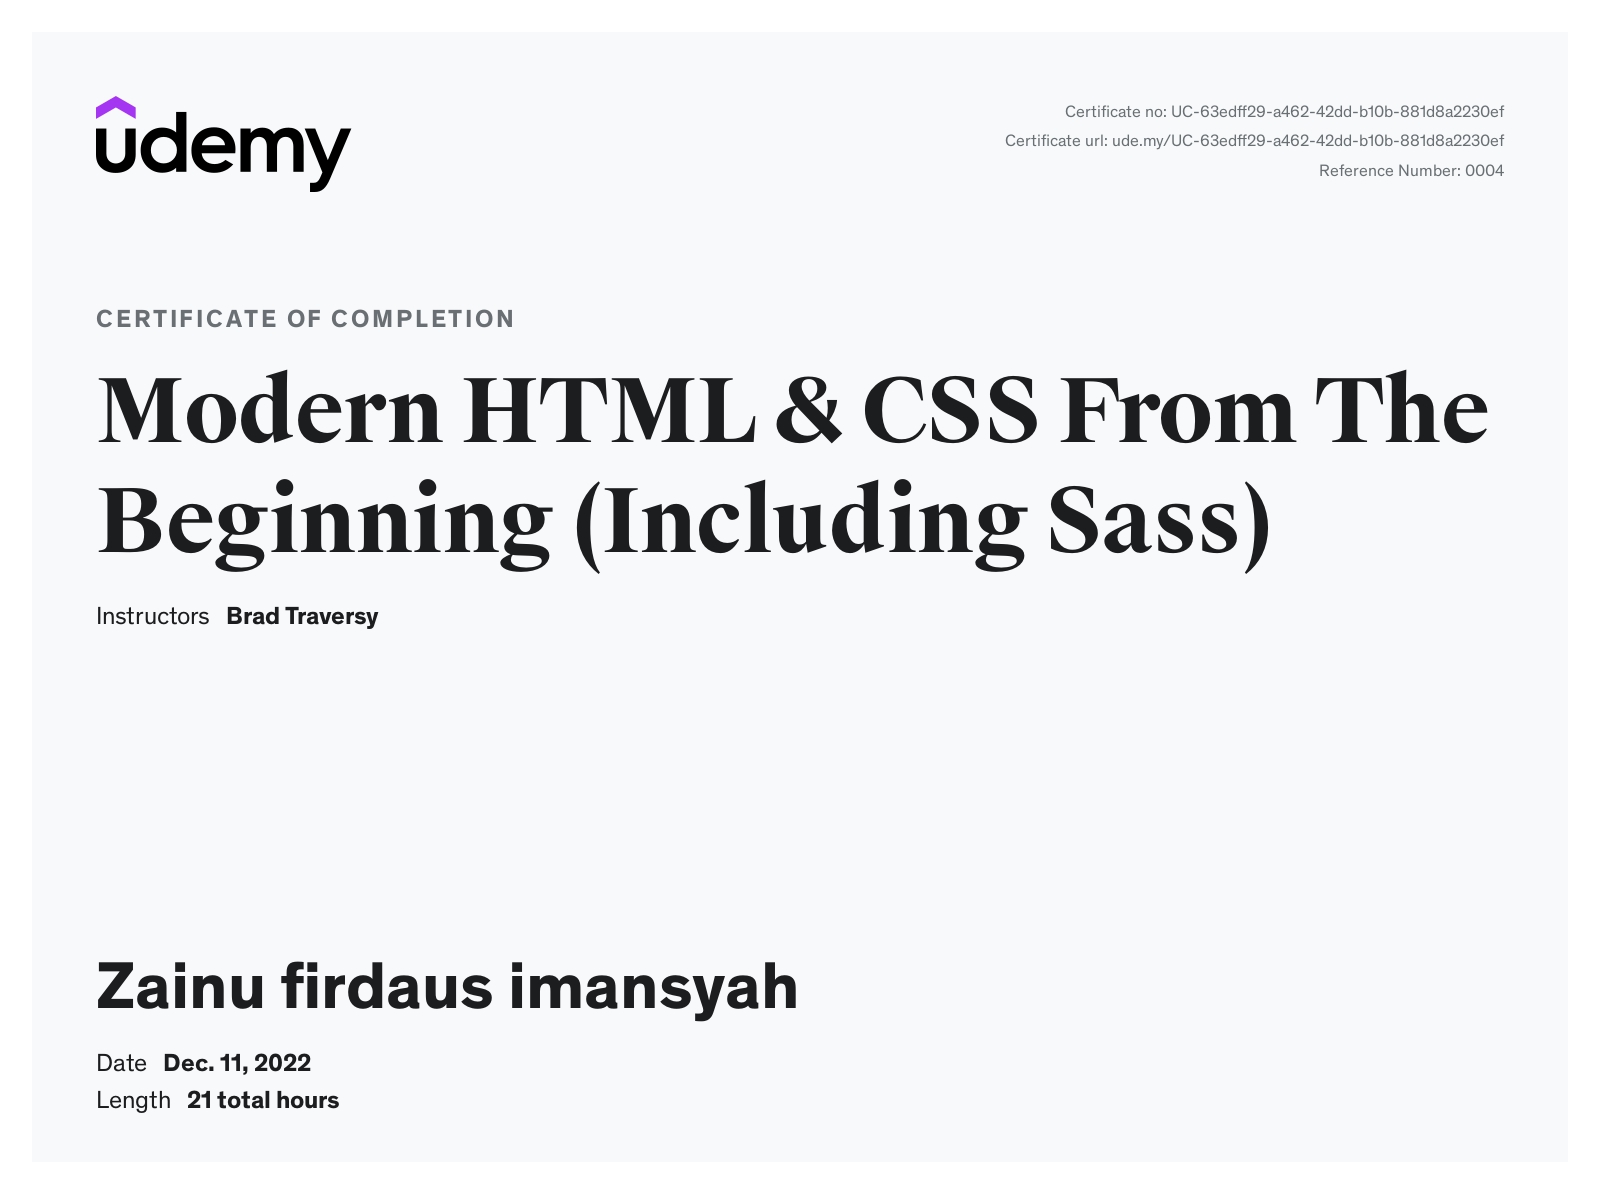 udemy
Certificate no: UC-63edff29-a462-42dd-b10b-881d8a2230ef
Certificate url: ude.my/UC-63edff29-a462-42dd-b10b-881d8a2230ef
Reference Number: 0004
CERTIFICATE OF COMPLETION
Modern HTML & CSS From The
Beginning (Including Sass)
Instructors Brad Traversy
Zainu firdaus imansyah
Date Dec. 11, 2022
Length 21 total hours